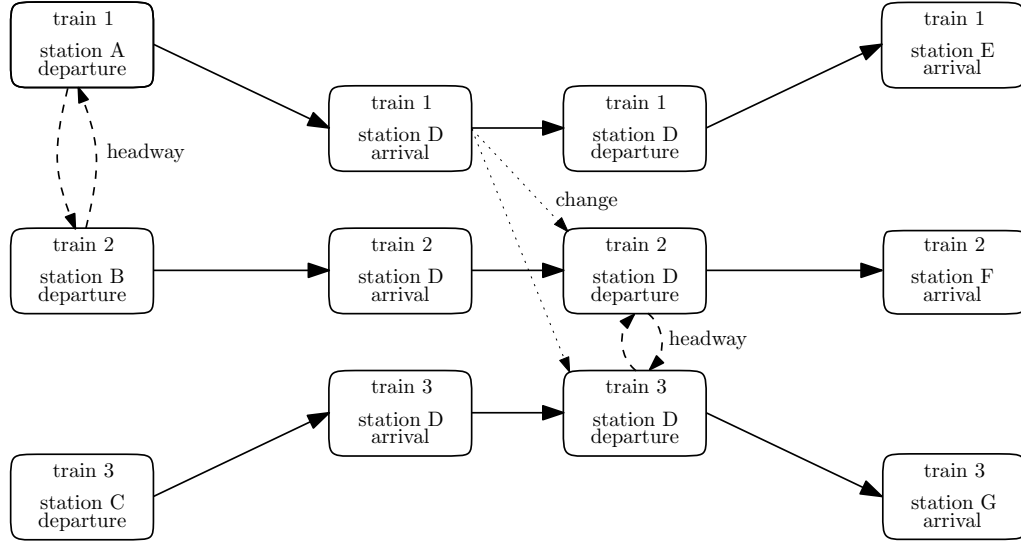 train 1
station A
departure
train 1
station E
arrival
train 1
station D
arrival
train 1
station D
departure
headway
change
train 2
station B
departure
train 2
station D
arrival
train 2
station D
departure
train 2
station F
arrival
headway
train 3
station D
arrival
train 3
station D
departure
train 3
station C
departure
train 3
station G
arrival